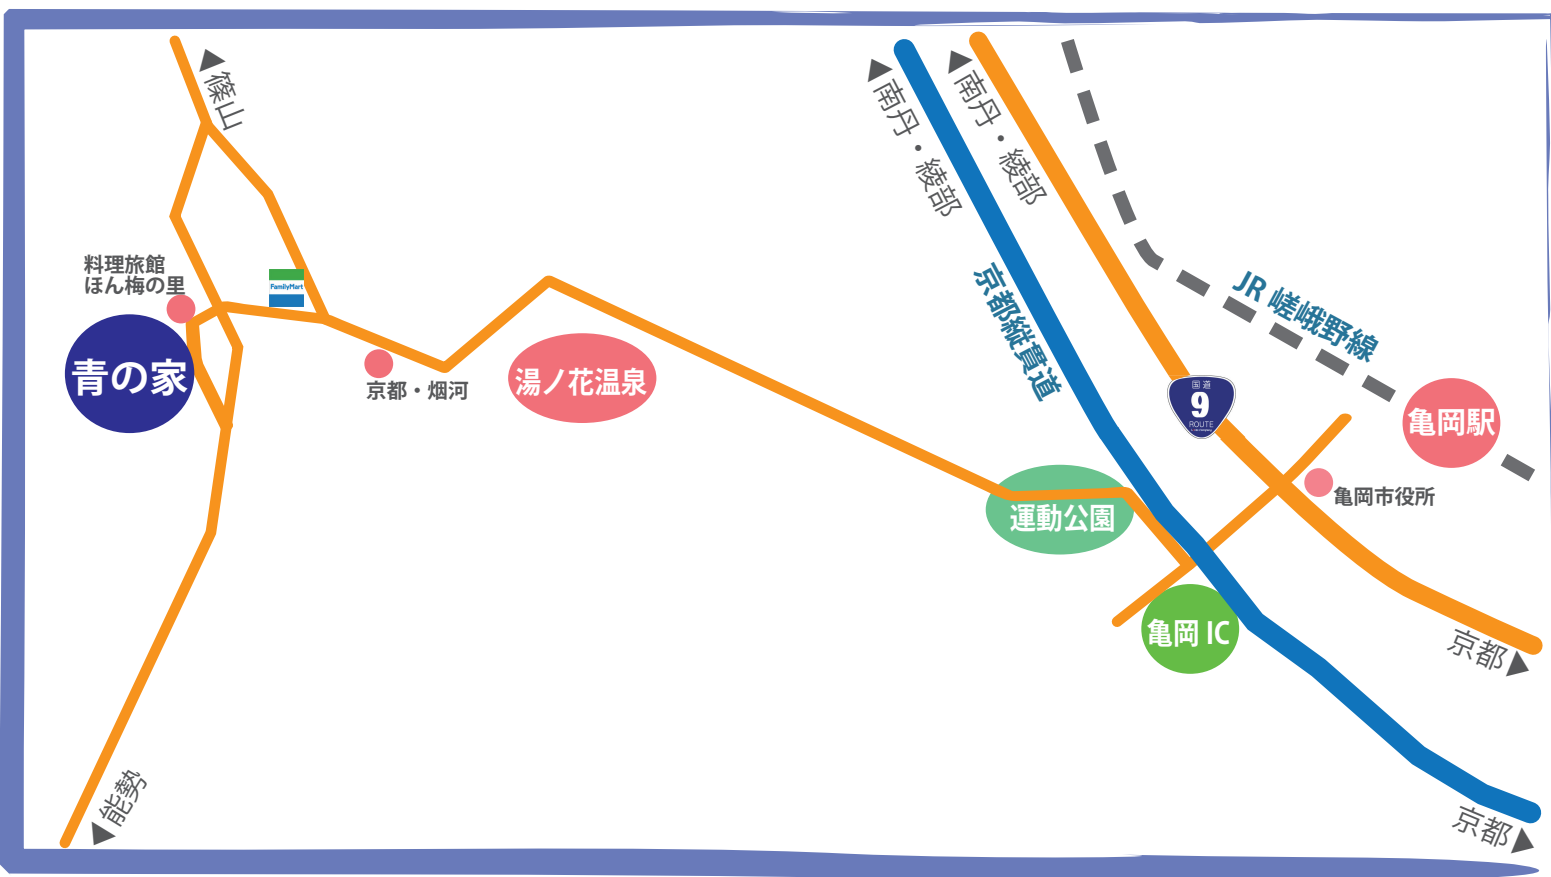 篠山
南丹・綾部
南丹・綾部
料理旅館
ほん梅の里
FamilyMart
京都縦貫道
JR 嵯峨野線
青の家
京都・烟河
湯ノ花温泉
国道
9
ROUTE
亀岡駅
亀岡市役所
運動公園
亀岡 IC
京都
能勢
京都